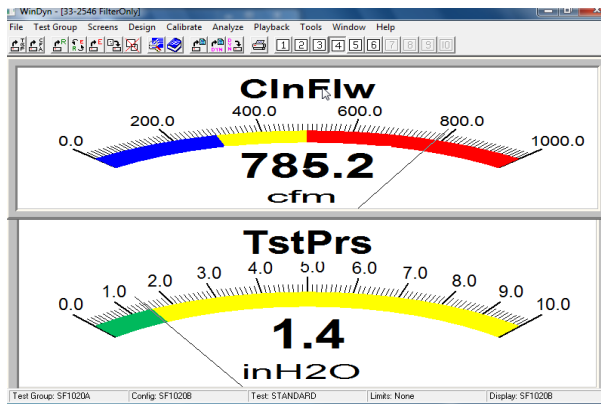 WinDyn - [33-2546 FilterOnly]
File Test Group Screens Design Calibrate Analyze Playback Tools Window Help
1 2 3 4 5 6 7 8 9 10
ClnFlw
0.0 200.0 400.0 600.0 800.0 1000.0
785.2
cfm
TstPrs
0.0 1.0 2.0 3.0 4.0 5.0 6.0 7.0 8.0 9.0 10.0
1.4
inH2O
Test Group: SF1020A Config: SF1020B Test: STANDARD Limits: None Display: SF1020B